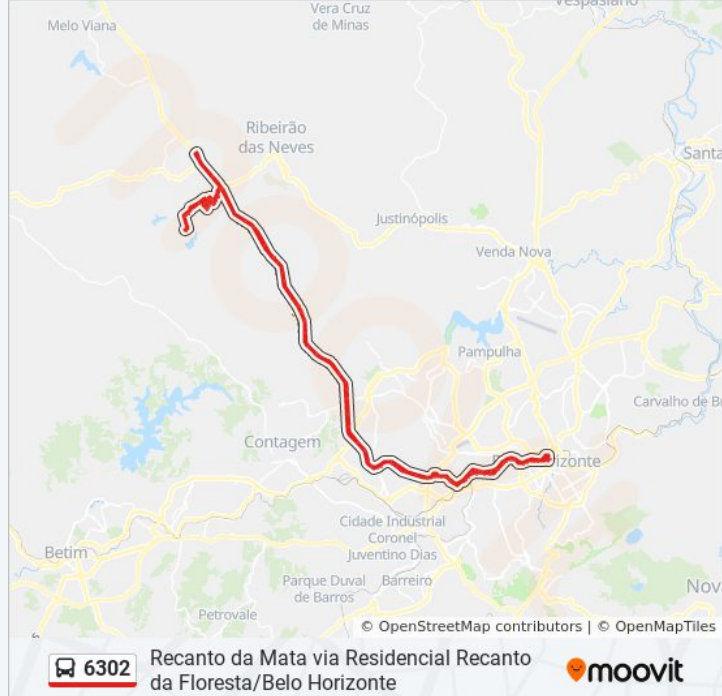 Vera Cruz
de Minas
Vespasiano
Melo Viana
Ribeirão
das Neves
Santa
Justinópolis
Venda Nova
Pampulha
Carvalho de B
Contagem
rizonte
Cidade Industrial
Coronel
Juventino Dias
Betim
Parque Duval
de Barros
Barreiro
Nova
Petrovale
© OpenStreetMap contributors | © OpenMapTiles
6302
Recanto da Mata via Residencial Recanto
da Floresta/Belo Horizonte
moovit